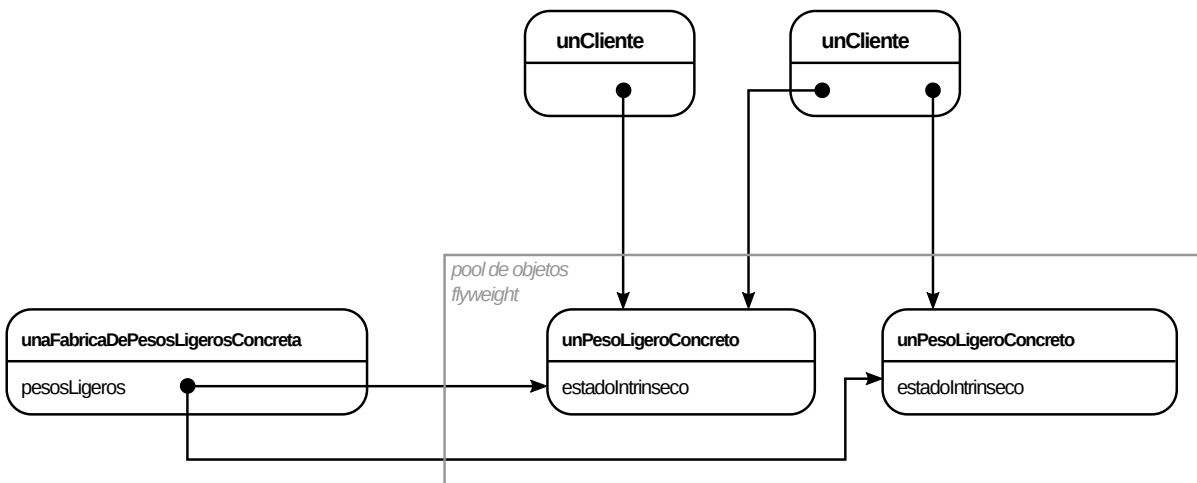 unCliente
unCliente
pool de objetos
flyweight
unaFabricaDePesosLigerosConcreta
pesosLigeros
unPesoLigeroConcreto
estadoIntrinseco
unPesoLigeroConcreto
estadoIntrinseco